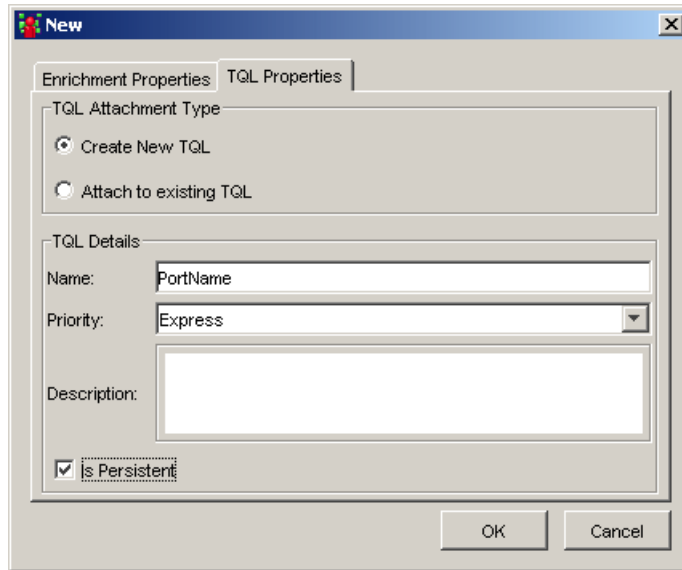 New
Enrichment Properties TQL Properties
TQL Attachment Type
Create New TQL
Attach to existing TQL
TQL Details
Name: PortName
Priority: Express
Description:
Is Persistent
OK Cancel